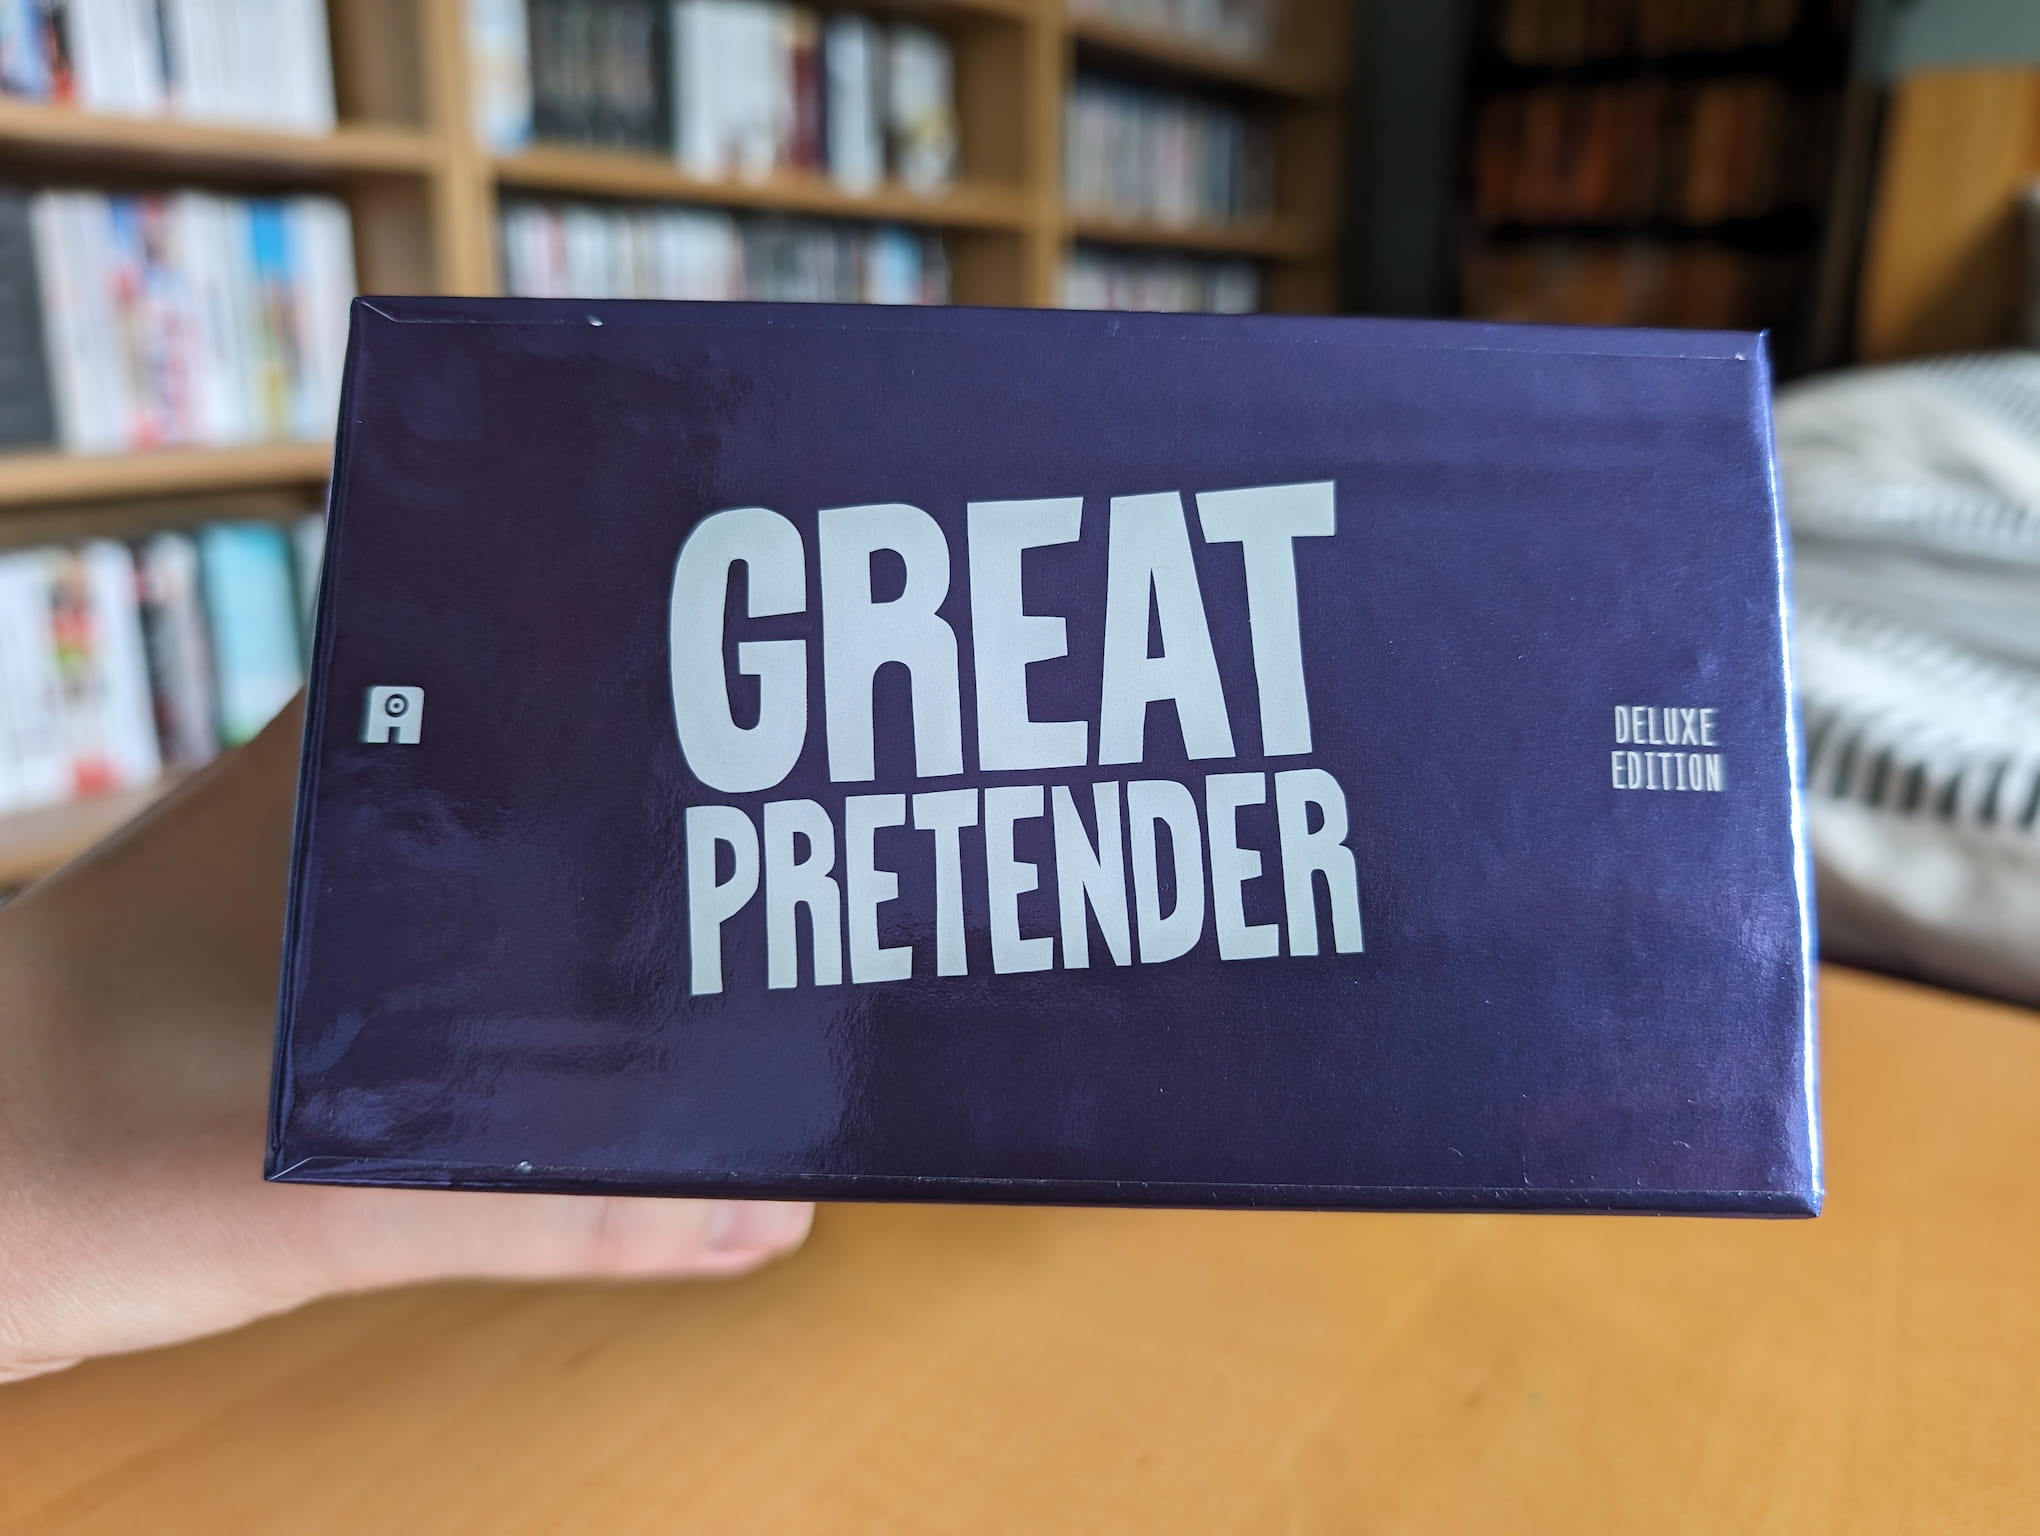 GREAT
PRETENDER
A
DELUXE
EDITION